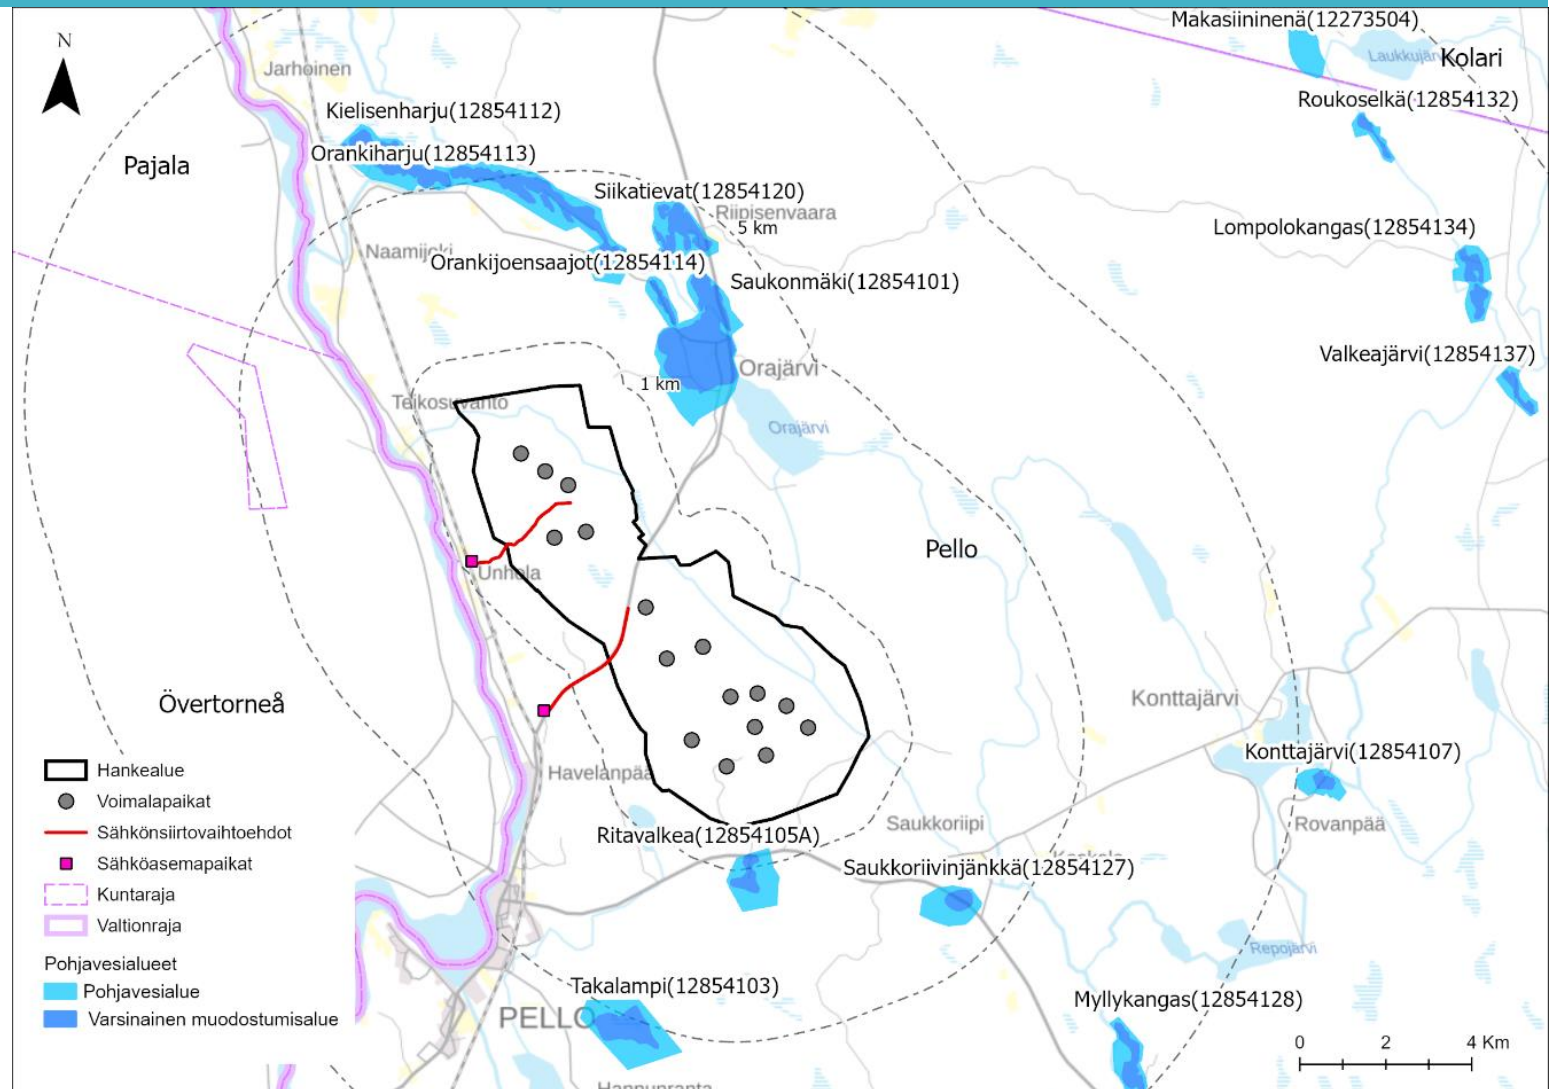 Makasiininenä(12273504)
N
Laukkujärvi
Kolari
Jarhoinen
Roukoselkä(12854132)
Kielisenharju(12854112)
Orankiharju(12854113)
Pajala
Siikatievat(12854120)
Riipisenvaara
5 km
Lompolokangas(12854134)
Naamijoki
Orankijoensaajot(12854114)
Saukonmäki(12854101)
Valkeajärvi(12854137)
Orajärvi
1 km
Teikosuvanto
Orajärvi
Pello
Unhola
Konttajärvi
Övertorneå
Konttajärvi(12854107)
Hankealue
Havelanpää
Voimalapaikat
Saukkoriipi
Rovanpää
Sähkönsiirtovaihtoehdot
Ritavalkea(12854105A)
Sähköasemapaikat
Saukkoriivinjänkkä(12854127)
Kuntaraja
Valtionraja
Repojärvi
Pohjavesialueet
Pohjavesialue
Takalampi(12854103)
Myllykangas(12854128)
Varsinainen muodostumisalue
PELLO
0 2 4 Km